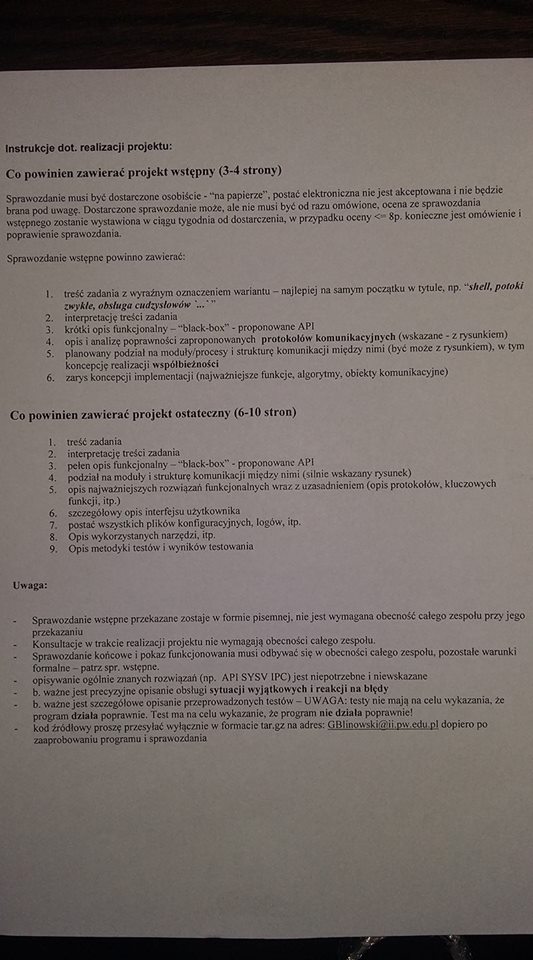 Instrukcje dot. realizacji projektu:
Co powinien zawierać projekt wstępny (3-4 strony)
Sprawozdanie musi być dostarczone osobiście - "na papierze", postać elektroniczna nie jest akceptowana i nie będzie
brana pod uwagę. Dostarczone sprawozdanie może, ale nie musi być od razu omówione, ocena ze sprawozdania
wstępnego zostanie wystawiona w ciągu tygodnia od dostarczenia, w przypadku oceny <= 8p. konieczne jest omówienie i
poprawienie sprawozdania.
Sprawozdanie wstępne powinno zawierać:
1. treść zadania z wyraźnym oznaczeniem wariantu – najlepiej na samym początku w tytule, np. "shell, potoki
zwykłe, obsługa cudzysłowów `...` "
2. interpretację treści zadania
3. krótki opis funkcjonalny – "black-box" - proponowane API
4. opis i analizę poprawności zaproponowanych protokołów komunikacyjnych (wskazane - z rysunkiem)
5. planowany podział na moduły/procesy i strukturę komunikacji między nimi (być może z rysunkiem), w tym
koncepcję realizacji współbieżności
6. zarys koncepcji implementacji (najważniejsze funkcje, algorytmy, obiekty komunikacyjne)
Co powinien zawierać projekt ostateczny (6-10 stron)
1. treść zadania
2. interpretację treści zadania
3. pełen opis funkcjonalny – "black-box" - proponowane API
4. podział na moduły i strukturę komunikacji między nimi (silnie wskazany rysunek)
5. opis najważniejszych rozwiązań funkcjonalnych wraz z uzasadnieniem (opis protokołów, kluczowych
funkcji, itp.)
6. szczegółowy opis interfejsu użytkownika
7. postać wszystkich plików konfiguracyjnych, logów, itp.
8. Opis wykorzystanych narzędzi, itp.
9. Opis metodyki testów i wyników testowania
Uwaga:
- Sprawozdanie wstępne przekazane zostaje w formie pisemnej, nie jest wymagana obecność całego zespołu przy jego
przekazaniu
- Konsultacje w trakcie realizacji projektu nie wymagają obecności całego zespołu.
- Sprawozdanie końcowe i pokaz funkcjonowania musi odbywać się w obecności całego zespołu, pozostałe warunki
formalne – patrz spr. wstępne.
- opisywanie ogólnie znanych rozwiązań (np. API SYSV IPC) jest niepotrzebne i niewskazane
- b. ważne jest precyzyjne opisanie obsługi sytuacji wyjątkowych i reakcji na błędy
- b. ważne jest szczegółowe opisanie przeprowadzonych testów – UWAGA: testy nie mają na celu wykazania, że
program działa poprawnie. Test ma na celu wykazanie, że program nie działa poprawnie!
- kod źródłowy proszę przesyłać wyłącznie w formacie tar.gz na adres: GBlinowski@ii.pw.edu.pl dopiero po
zaaprobowaniu programu i sprawozdania